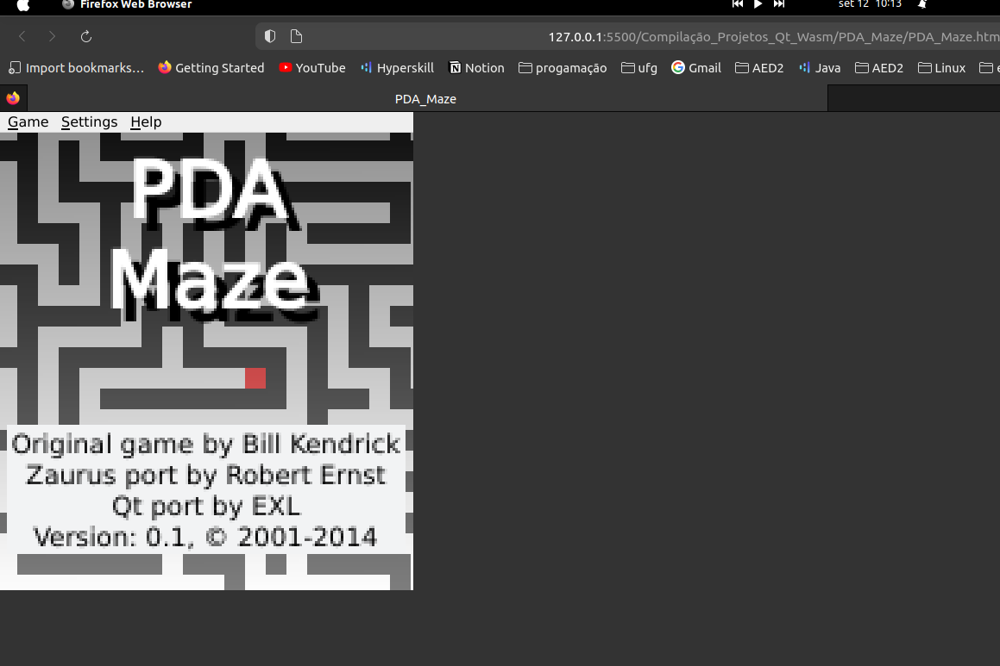 Firefox Web Browser
set 12 10:13
127.0.0.1:5500/Compilação_Projetos_Qt_Wasm/PDA_Maze/PDA_Maze.htm
Import bookmarks… Getting Started YouTube Hyperskill Notion progamação ufg Gmail AED2 Java AED2 Linux e
PDA_Maze
Game Settings Help
PDA
Maze
Original game by Bill Kendrick
Zaurus port by Robert Ernst
Qt port by EXL
Version: 0.1, © 2001-2014